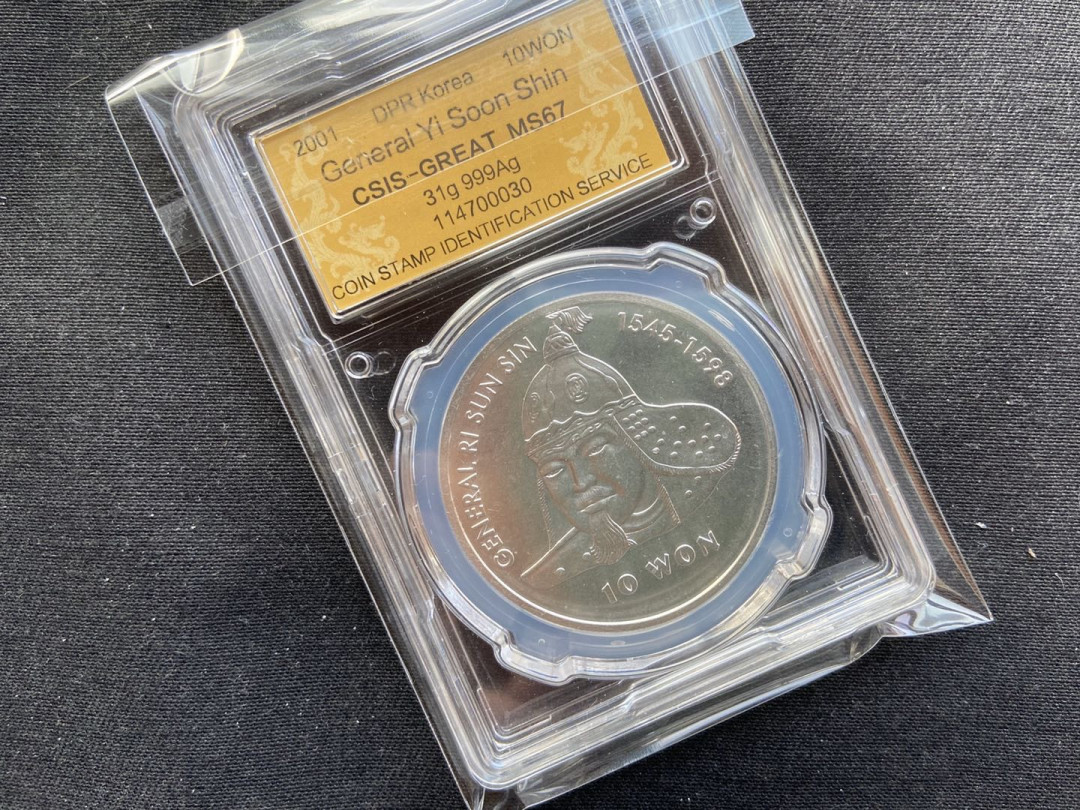 2001 DPR Korea 10WON
General Yi Soon Shin
CSIS-GREAT MS67
31g 999Ag
114700030
COIN STAMP IDENTIFICATION SERVICE
GENERAL RI SUN SIN 1545-1598
10 WON